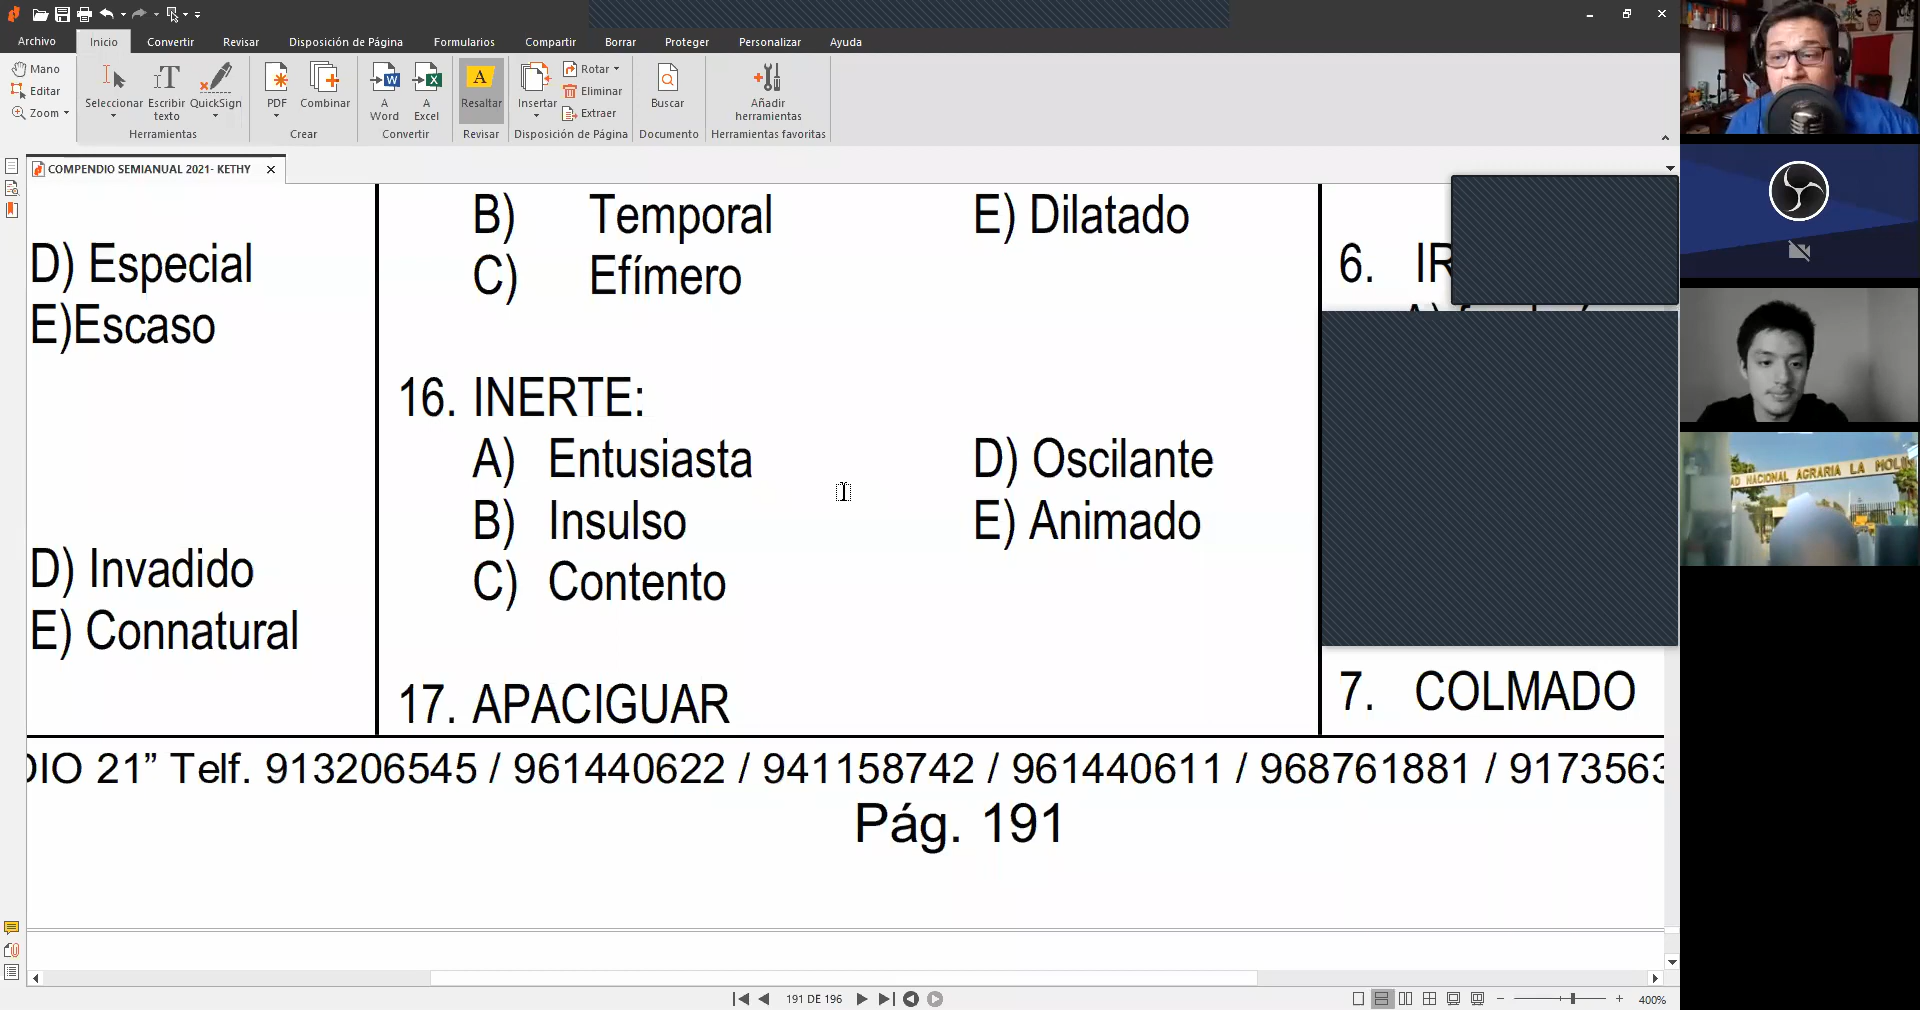 Archivo
Inicio
Convertir
Revisar
Disposición de Página
Formularios
Compartir
Borrar
Proteger
Personalizar
Ayuda
Mano
Editar
Zoom
Seleccionar
Escribir texto
QuickSign
Herramientas
PDF
Combinar
Crear
A Word
A Excel
Convertir
Resaltar
Revisar
Insertar
Rotar
Eliminar
Extraer
Disposición de Página
Buscar
Documento
Añadir herramientas
Herramientas favoritas
COMPENDIO SEMIANUAL 2021- KETHY
D) Especial
E)Escaso
D) Invadido
E) Connatural
B) Temporal
E) Dilatado
C) Efímero
16. INERTE:
A) Entusiasta
D) Oscilante
B) Insulso
E) Animado
C) Contento
17. APACIGUAR
6. IR
7. COLMADO
DIO 21” Telf. 913206545 / 961440622 / 941158742 / 961440611 / 968761881 / 9173563
Pág. 191
191 DE 196
400%
NACIONAL AGRARIA LA MOLIN